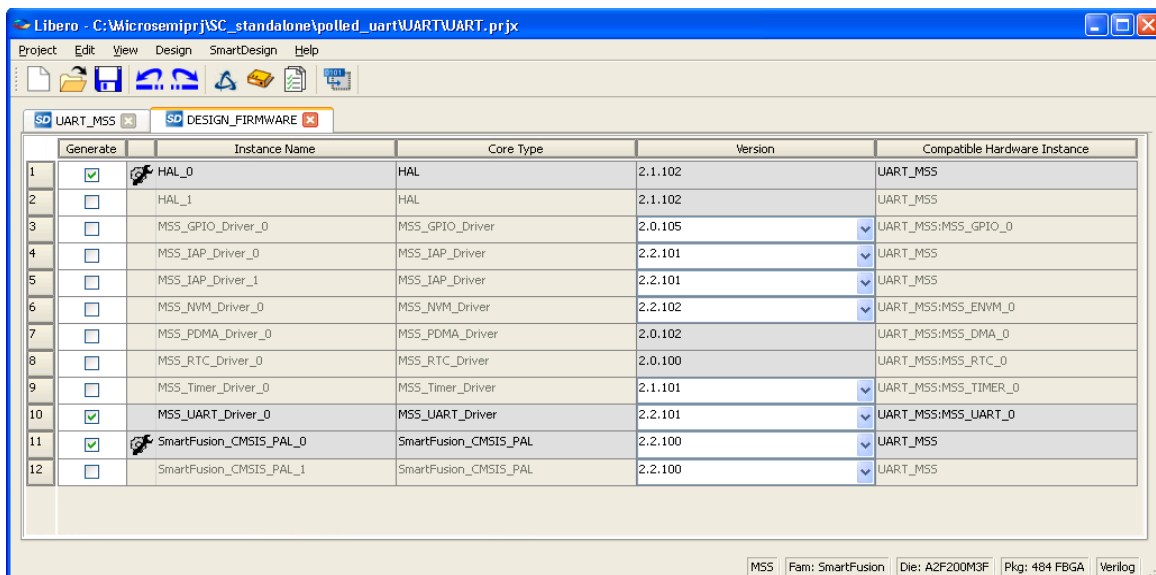 Libero - C:\Microsemiprj\SC_standalone\polled_uart\UART\UART.prjx
Project Edit View Design SmartDesign Help
SD UART_MSS SD DESIGN_FIRMWARE
Generate Instance Name Core Type Version Compatible Hardware Instance
1 HAL_0 HAL 2.1.102 UART_MSS
2 HAL_1 HAL 2.1.102 UART_MSS
3 MSS_GPIO_Driver_0 MSS_GPIO_Driver 2.0.105 UART_MSS:MSS_GPIO_0
4 MSS_IAP_Driver_0 MSS_IAP_Driver 2.2.101 UART_MSS
5 MSS_IAP_Driver_1 MSS_IAP_Driver 2.2.101 UART_MSS
6 MSS_NVM_Driver_0 MSS_NVM_Driver 2.2.102 UART_MSS:MSS_ENVM_0
7 MSS_PDMA_Driver_0 MSS_PDMA_Driver 2.0.102 UART_MSS:MSS_DMA_0
8 MSS_RTC_Driver_0 MSS_RTC_Driver 2.0.100 UART_MSS:MSS_RTC_0
9 MSS_Timer_Driver_0 MSS_Timer_Driver 2.1.101 UART_MSS:MSS_TIMER_0
10 MSS_UART_Driver_0 MSS_UART_Driver 2.2.101 UART_MSS:MSS_UART_0
11 SmartFusion_CMSIS_PAL_0 SmartFusion_CMSIS_PAL 2.2.100 UART_MSS
12 SmartFusion_CMSIS_PAL_1 SmartFusion_CMSIS_PAL 2.2.100 UART_MSS
MSS Fam: SmartFusion Die: A2F200M3F Pkg: 484 FBGA Verilog